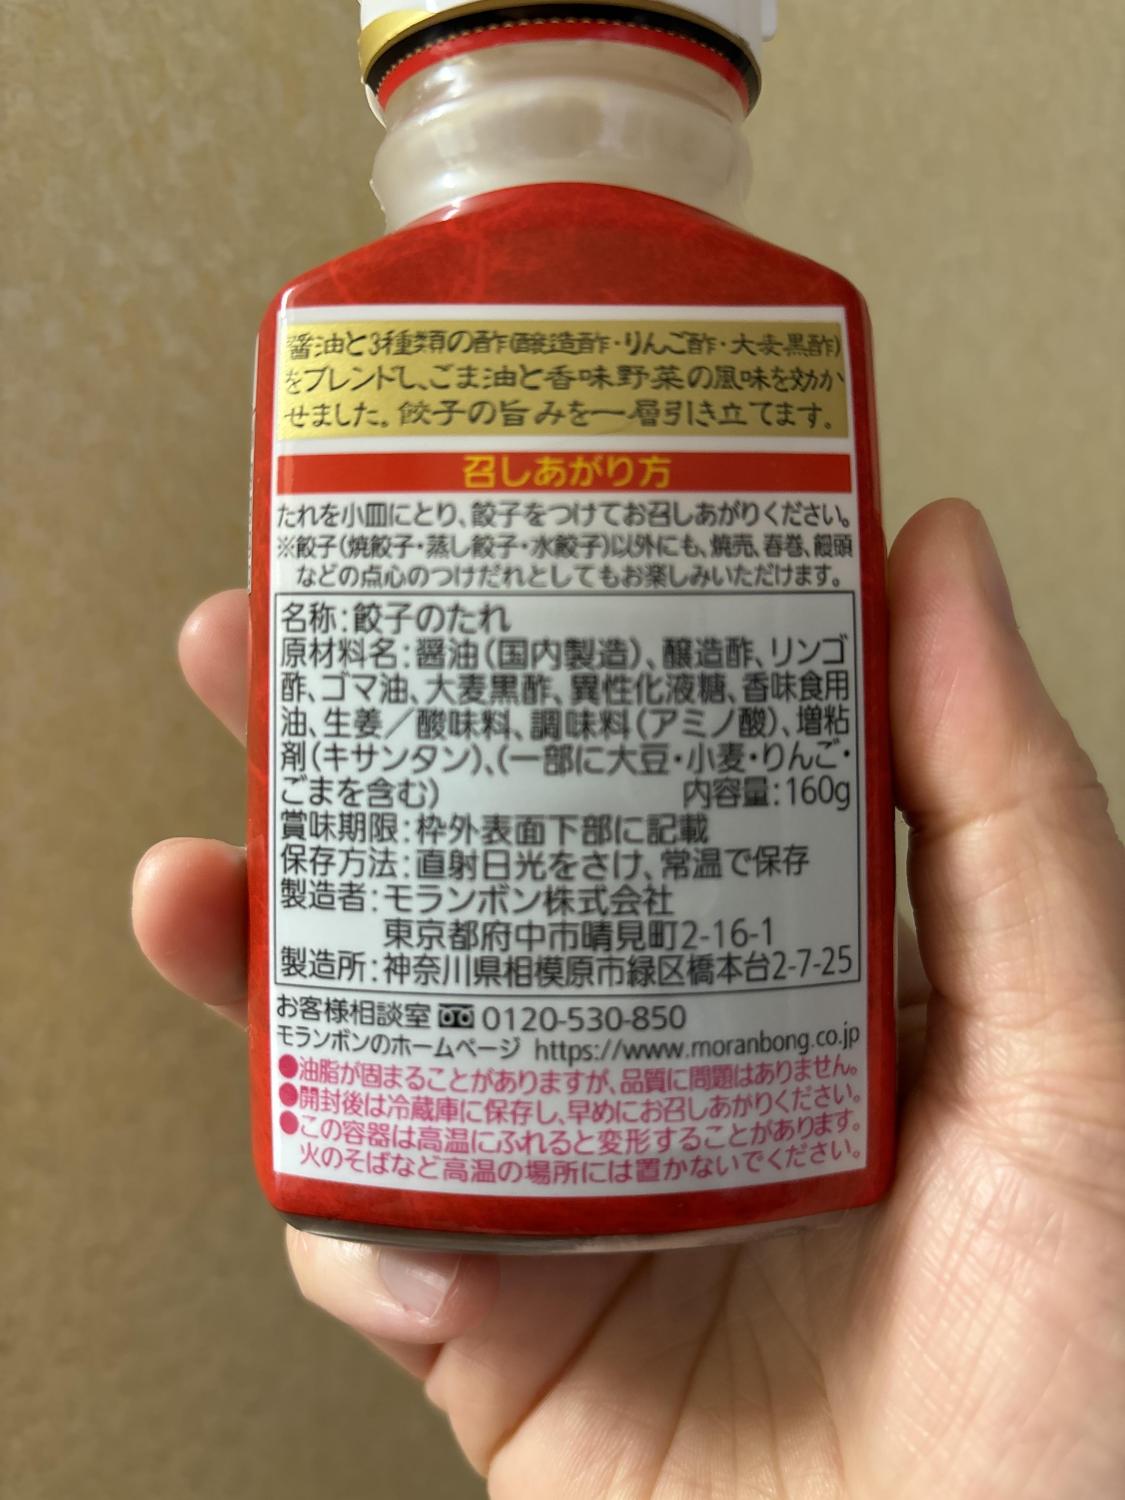 醤油と3種類の酢(醸造酢・りんご酢・大麦黒酢)
をブレンドし、ごま油と香味野菜の風味を効か
せました。餃子の旨みを一層引き立てます。
召しあがり方
たれを小皿にとり、餃子をつけてお召しあがりください。
※餃子(焼餃子・蒸し餃子・水餃子)以外にも、焼売、春巻、饅頭
などの点心のつけだれとしてもお楽しみいただけます。
名称:餃子のたれ
原材料名:醤油(国内製造)、醸造酢、リンゴ
酢、ゴマ油、大麦黒酢、異性化液糖、香味食用
油、生姜/酸味料、調味料(アミノ酸)、増粘
剤(キサンタン)、(一部に大豆・小麦・りんご・
ごまを含む) 内容量:160g
賞味期限:枠外表面下部に記載
保存方法:直射日光をさけ、常温で保存
製造者:モランボン株式会社
東京都府中市晴見町2-16-1
製造所:神奈川県相模原市緑区橋本台2-7-25
お客様相談室 0120-530-850
モランボンのホームページ https://www.moranbong.co.jp
●油脂が固まることがありますが、品質に問題はありません。
●開封後は冷蔵庫に保存し、早めにお召しあがりください。
●この容器は高温にふれると変形することがあります。
火のそばなど高温の場所には置かないでください。